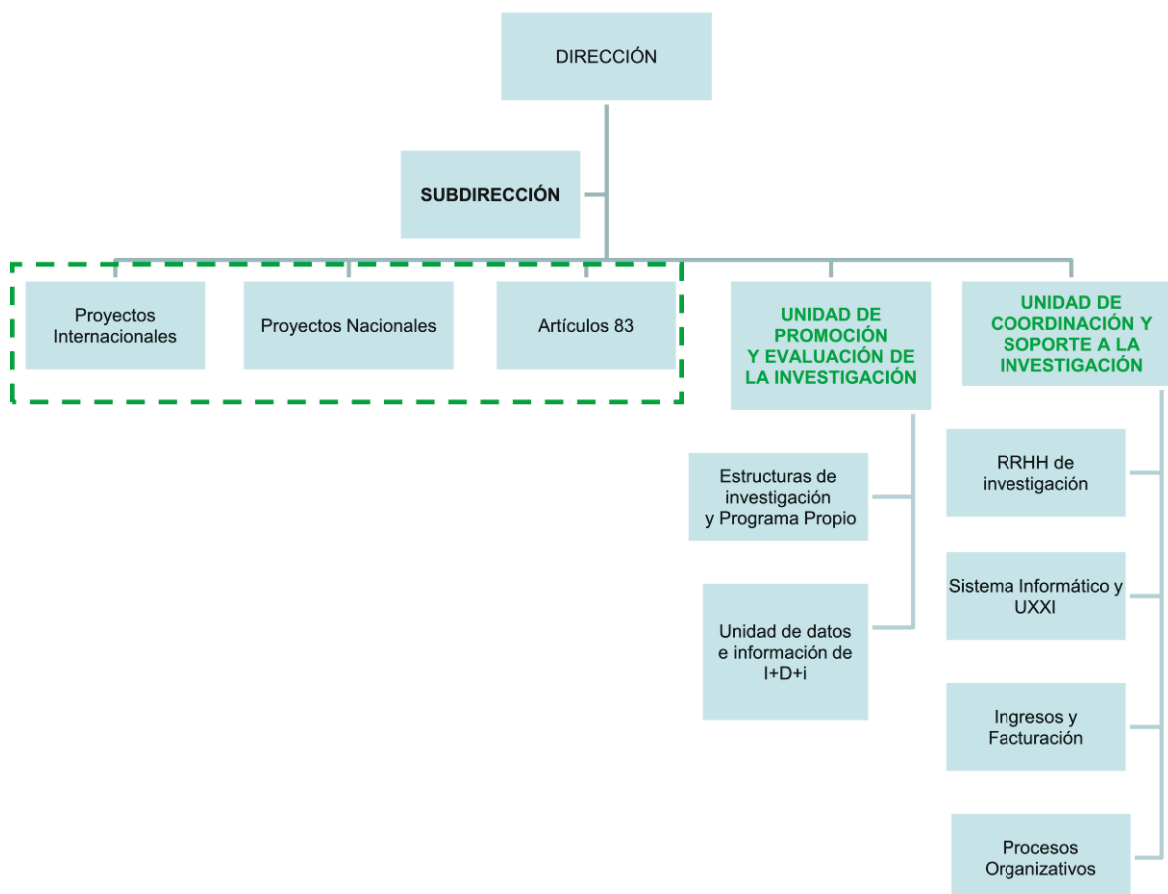 DIRECCIÓN
SUBDIRECCIÓN
Proyectos
Internacionales
Proyectos Nacionales
Artículos 83
UNIDAD DE
PROMOCIÓN
Y EVALUACIÓN DE
LA INVESTIGACIÓN
UNIDAD DE
COORDINACIÓN Y
SOPORTE A LA
INVESTIGACIÓN
Estructuras de
investigación
y Programa Propio
Unidad de datos
e información de
I+D+i
RRHH de
investigación
Sistema Informático y
UXXI
Ingresos y
Facturación
Procesos
Organizativos